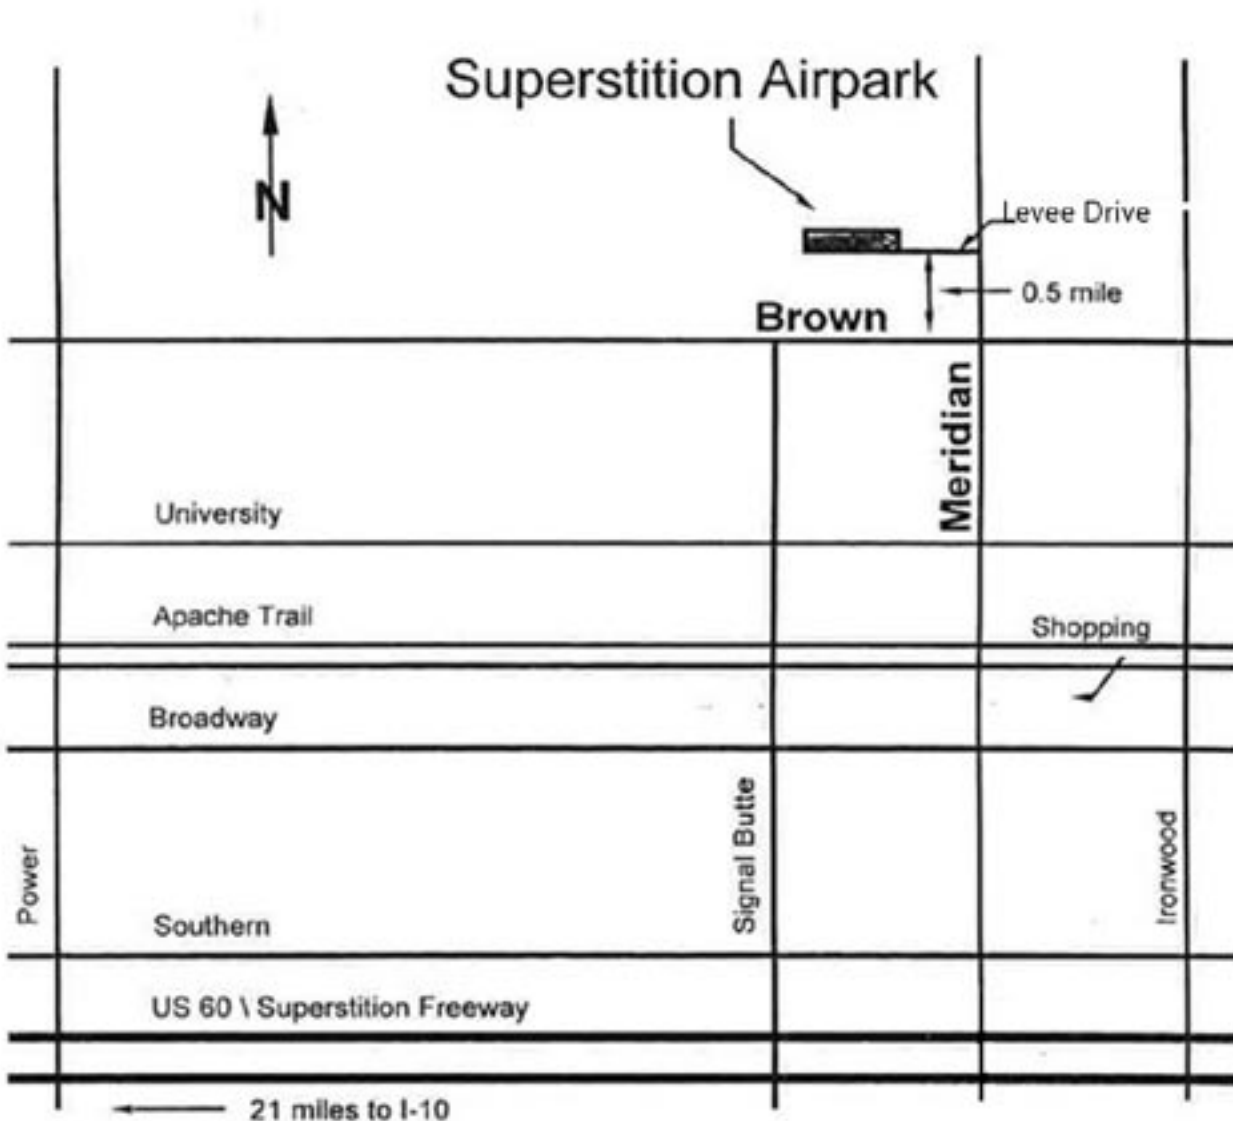 Superstition Airpark
N
Levee Drive
0.5 mile
Brown
Meridian
University
Apache Trail
Shopping
Broadway
Signal Butte
Ironwood
Power
Southern
US 60 \ Superstition Freeway
21 miles to I-10